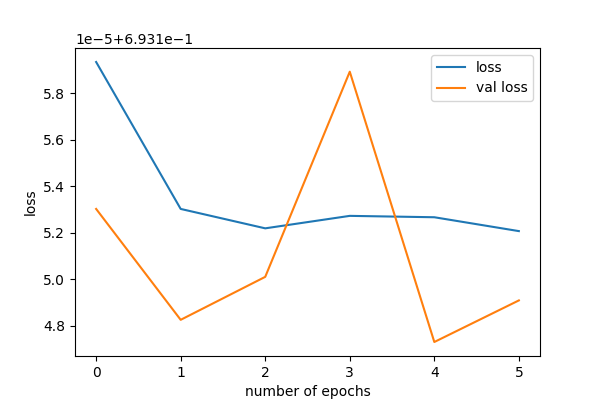 1e−5+6.931e−1
loss
val loss
5.8
5.6
5.4
5.2
5.0
4.8
loss
0 1 2 3 4 5
number of epochs